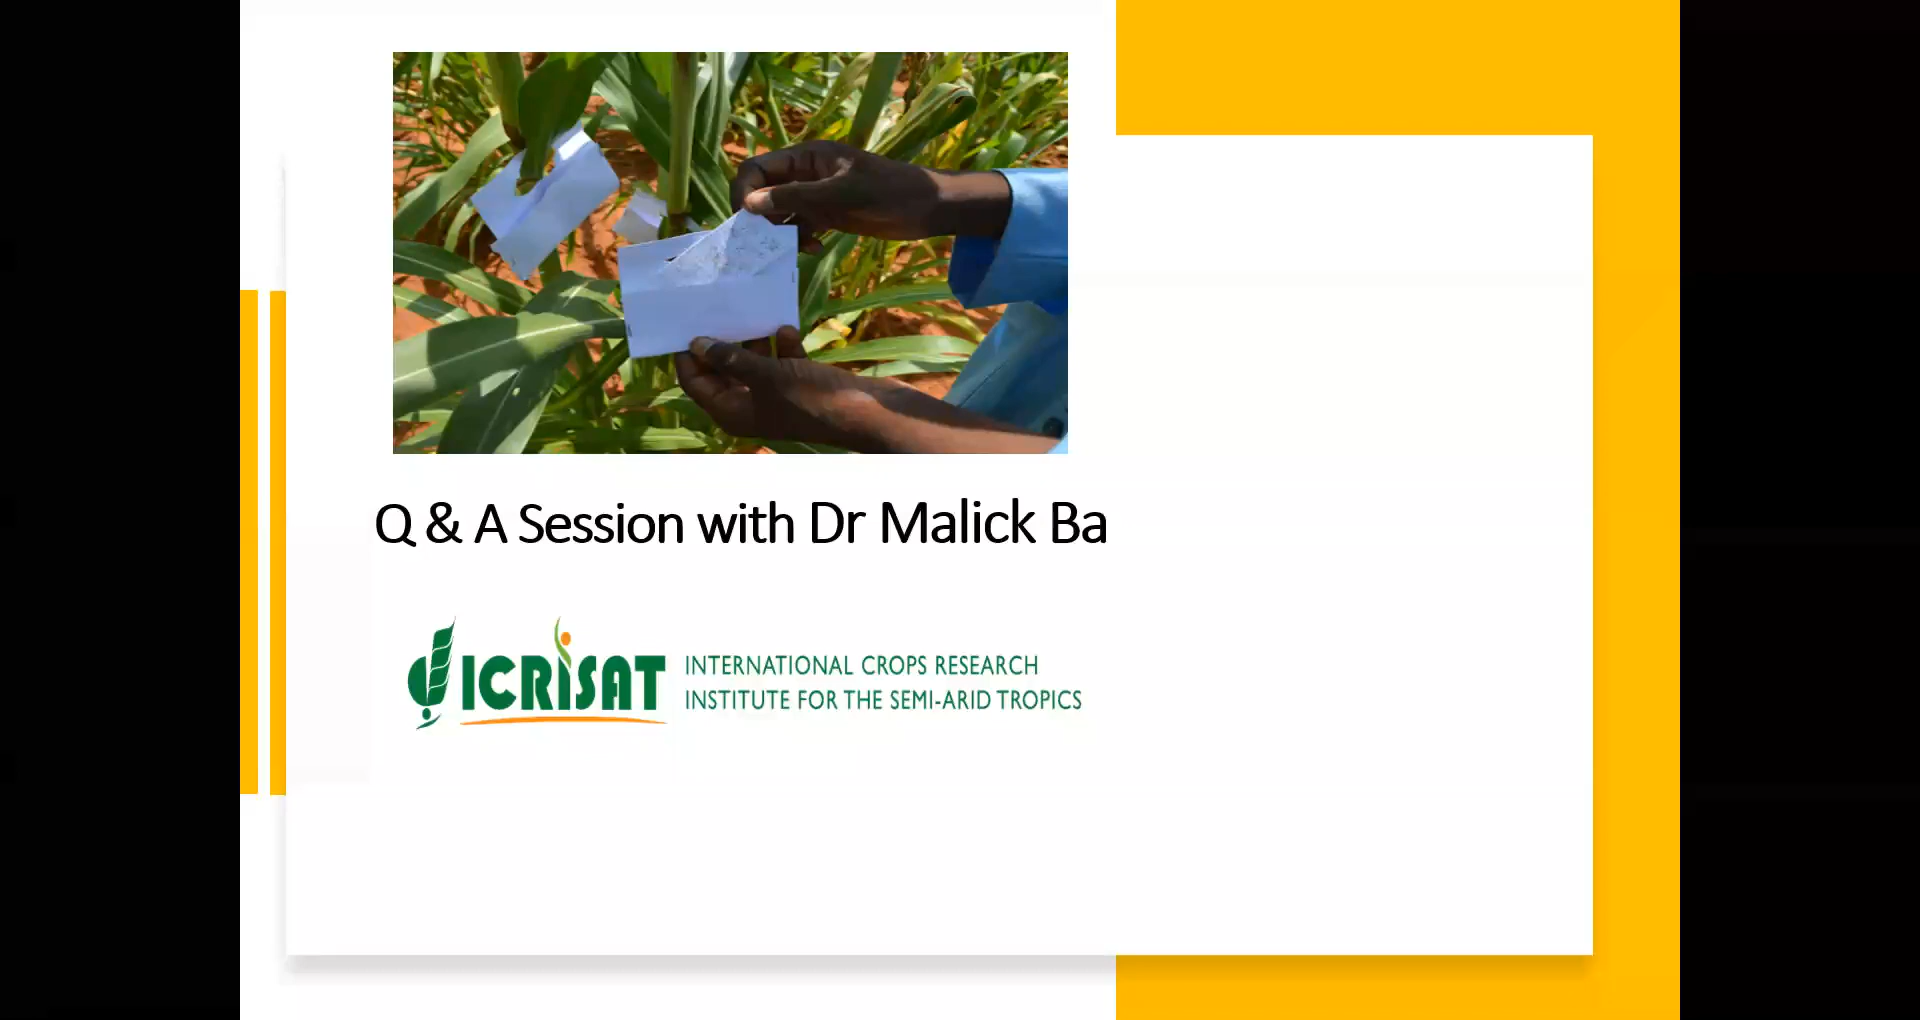 Q & A Session with Dr Malick Ba
ICRISAT
INTERNATIONAL CROPS RESEARCH
INSTITUTE FOR THE SEMI-ARID TROPICS